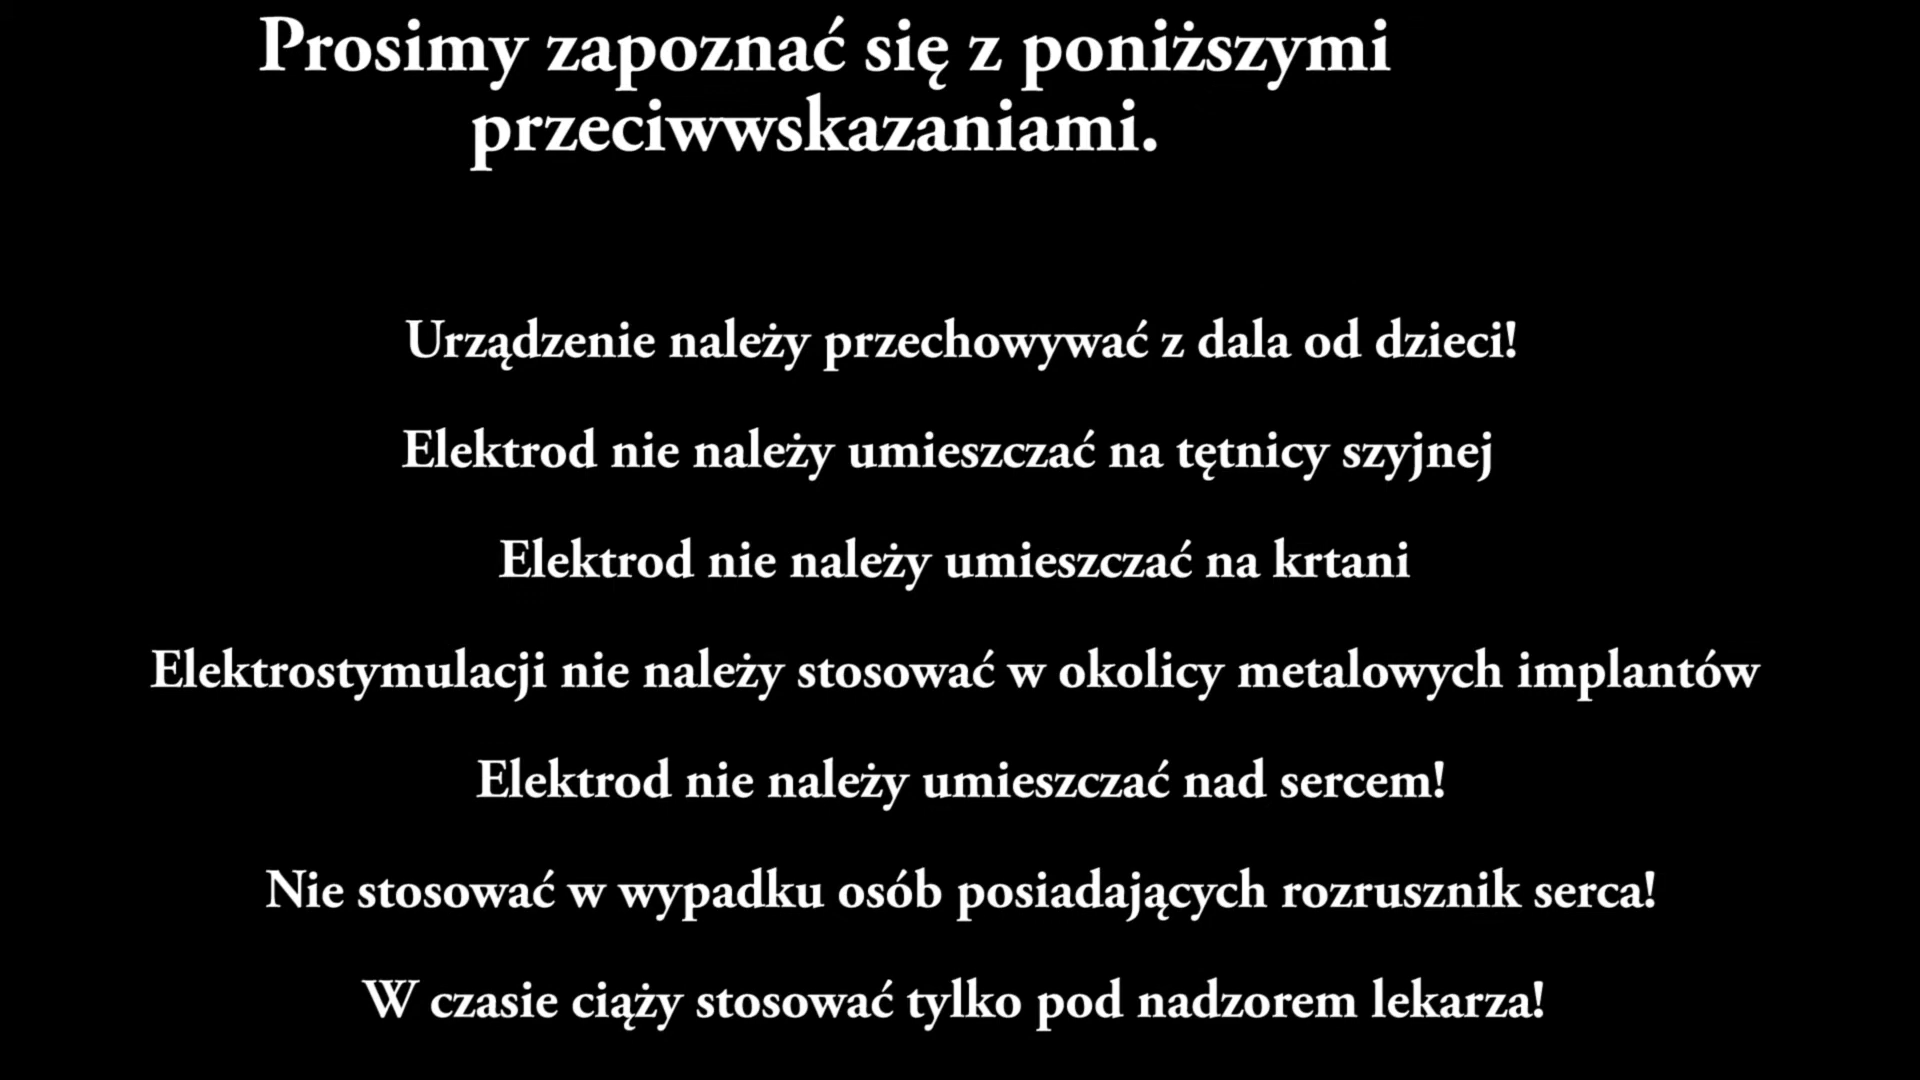 Prosimy zapoznać się z poniższymi
przeciwwskazaniami.
Urządzenie należy przechowywać z dala od dzieci!
Elektrod nie należy umieszczać na tętnicy szyjnej
Elektrod nie należy umieszczać na krtani
Elektrostymulacji nie należy stosować w okolicy metalowych implantów
Elektrod nie należy umieszczać nad sercem!
Nie stosować w wypadku osób posiadających rozrusznik serca!
W czasie ciąży stosować tylko pod nadzorem lekarza!